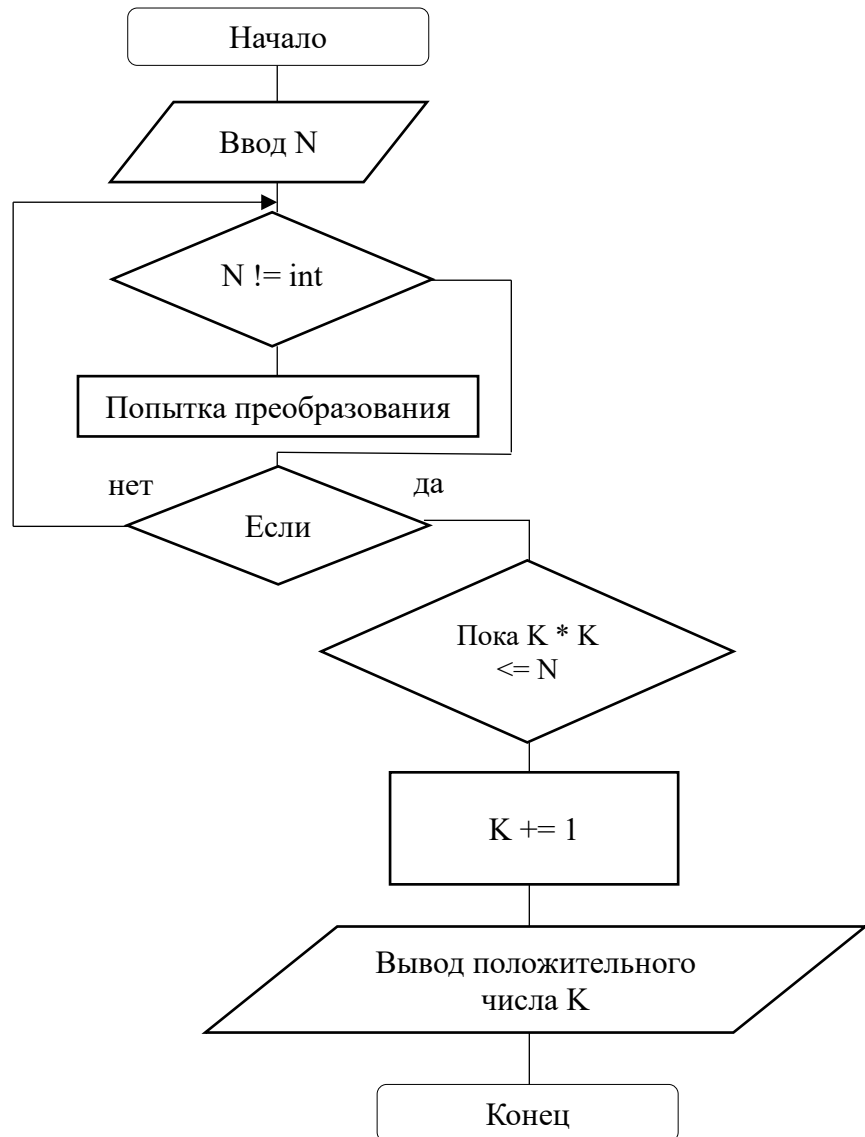 Начало
Ввод N
N != int
Попытка преобразования
нет
да
Если
Пока K * K
<= N
K += 1
Вывод положительного
числа K
Конец